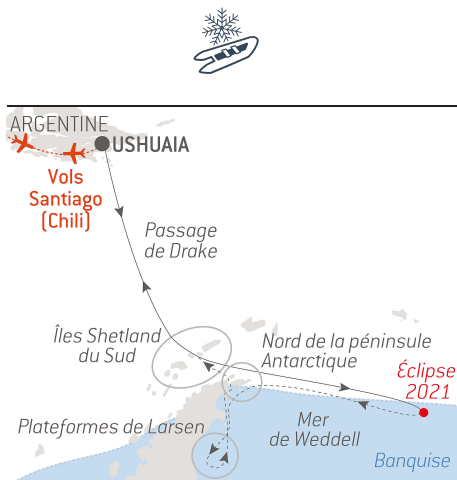 ARGENTINE
USHUAIA
Vols
Santiago
(Chili)
Passage
de Drake
Îles Shetland
du Sud
Nord de la péninsule
Antarctique
Éclipse
2021
Plateformes de Larsen
Mer
de Weddell
Banquise